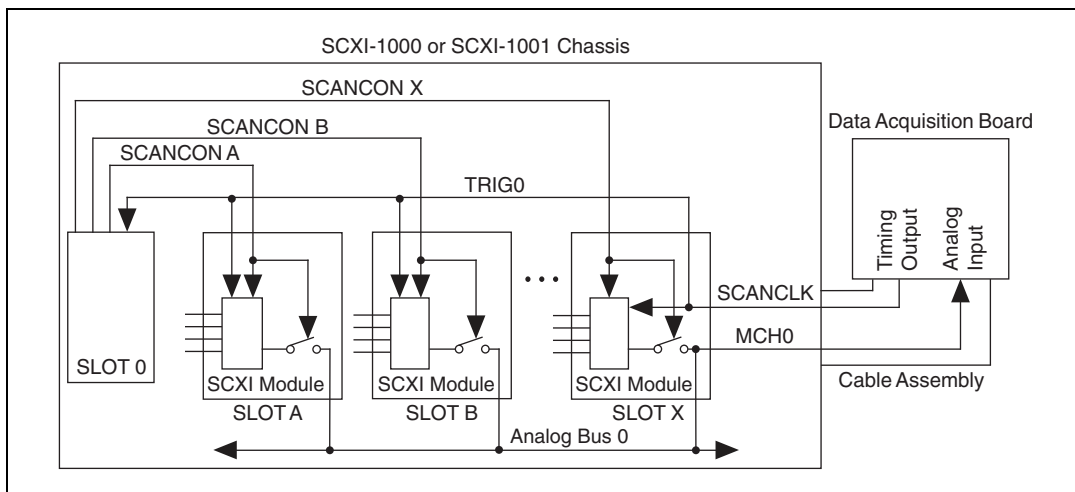 SCXI-1000 or SCXI-1001 Chassis
SCANCON X
SCANCON B
SCANCON A
TRIG0
Data Acquisition Board
Timing
Output
Analog
Input
SCANCLK
MCH0
Cable Assembly
SLOT 0
SCXI Module
SLOT A
SCXI Module
SLOT B
SCXI Module
SLOT X
Analog Bus 0